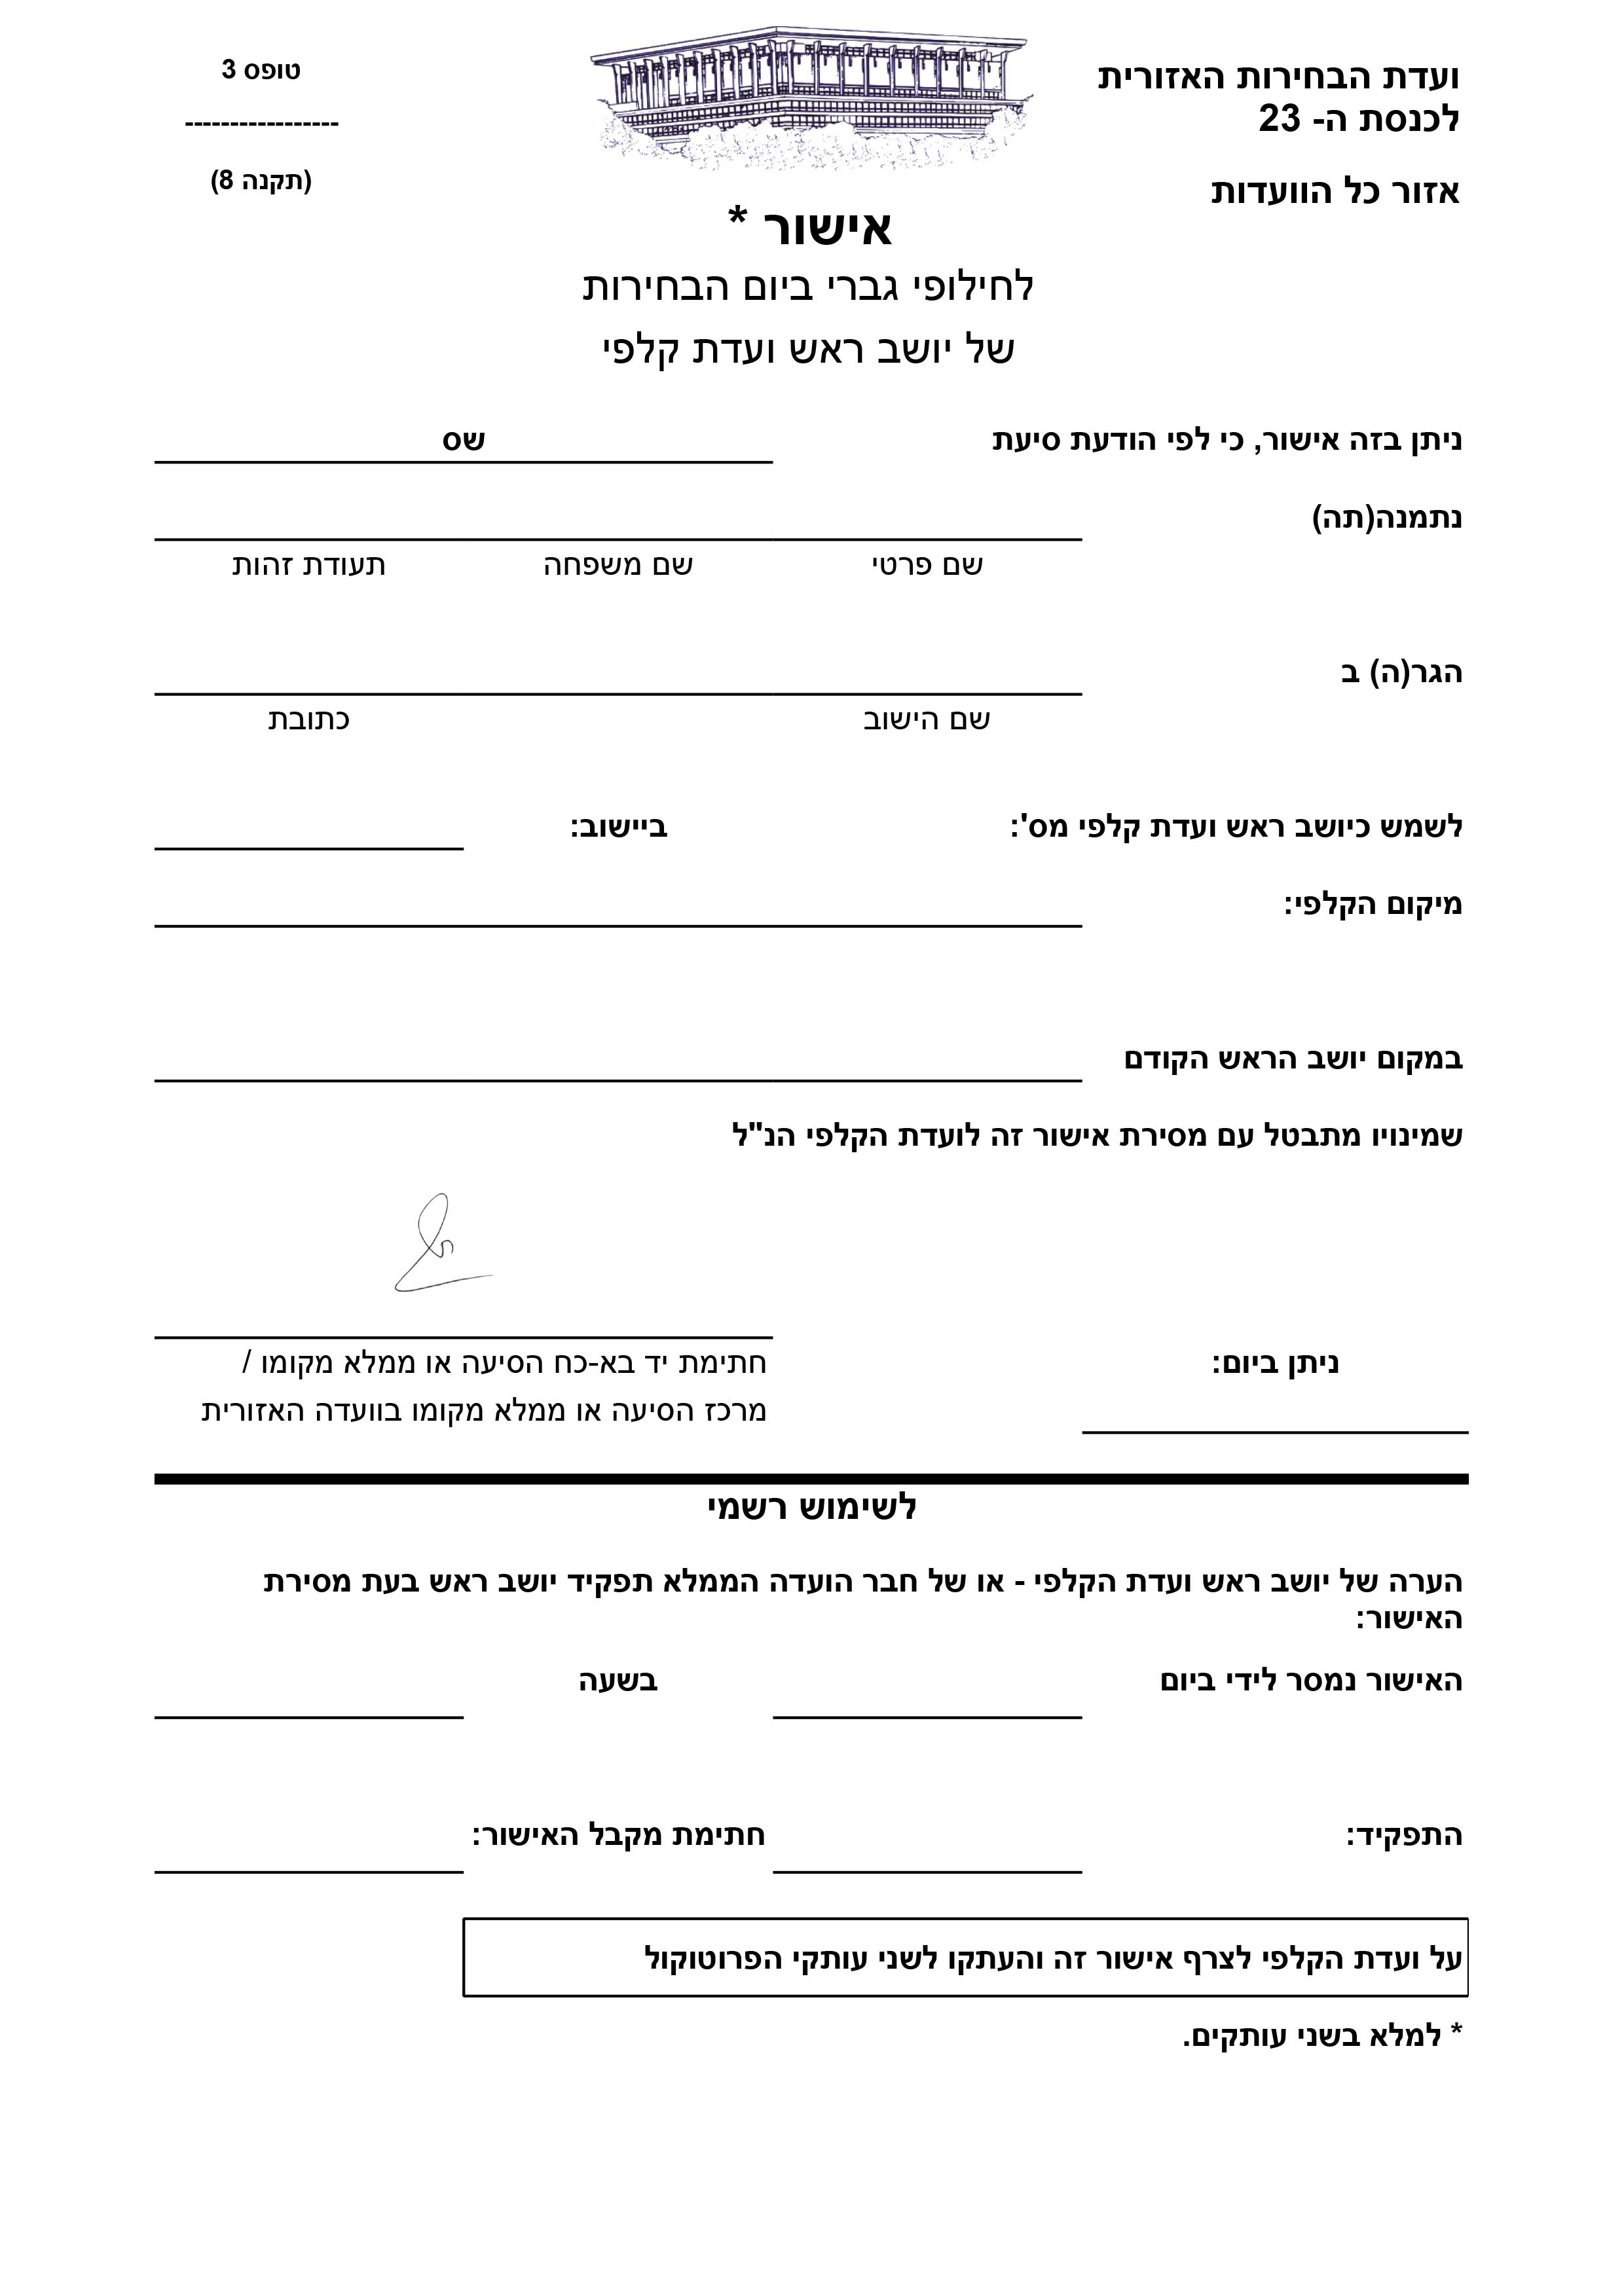 ועדת הבחירות האזורית
לכנסת ה- 23
אזור כל הוועדות
טופס 3
----------------
(תקנה 8)
אישור *
לחילופי גברי ביום הבחירות
של יושב ראש ועדת קלפי
ניתן בזה אישור, כי לפי הודעת סיעת שס
נתמנה(תה)
שם פרטי שם משפחה תעודת זהות
הגר(ה) ב
שם הישוב כתובת
לשמש כיושב ראש ועדת קלפי מס': ביישוב:
מיקום הקלפי:
במקום יושב הראש הקודם
שמינויו מתבטל עם מסירת אישור זה לועדת הקלפי הנ"ל
ניתן ביום: חתימת יד בא-כח הסיעה או ממלא מקומו /
מרכז הסיעה או ממלא מקומו בוועדה האזורית
לשימוש רשמי
הערה של יושב ראש ועדת הקלפי - או של חבר הועדה הממלא תפקיד יושב ראש בעת מסירת
האישור:
האישור נמסר לידי ביום בשעה
התפקיד: חתימת מקבל האישור:
על ועדת הקלפי לצרף אישור זה והעתקו לשני עותקי הפרוטוקול
* למלא בשני עותקים.